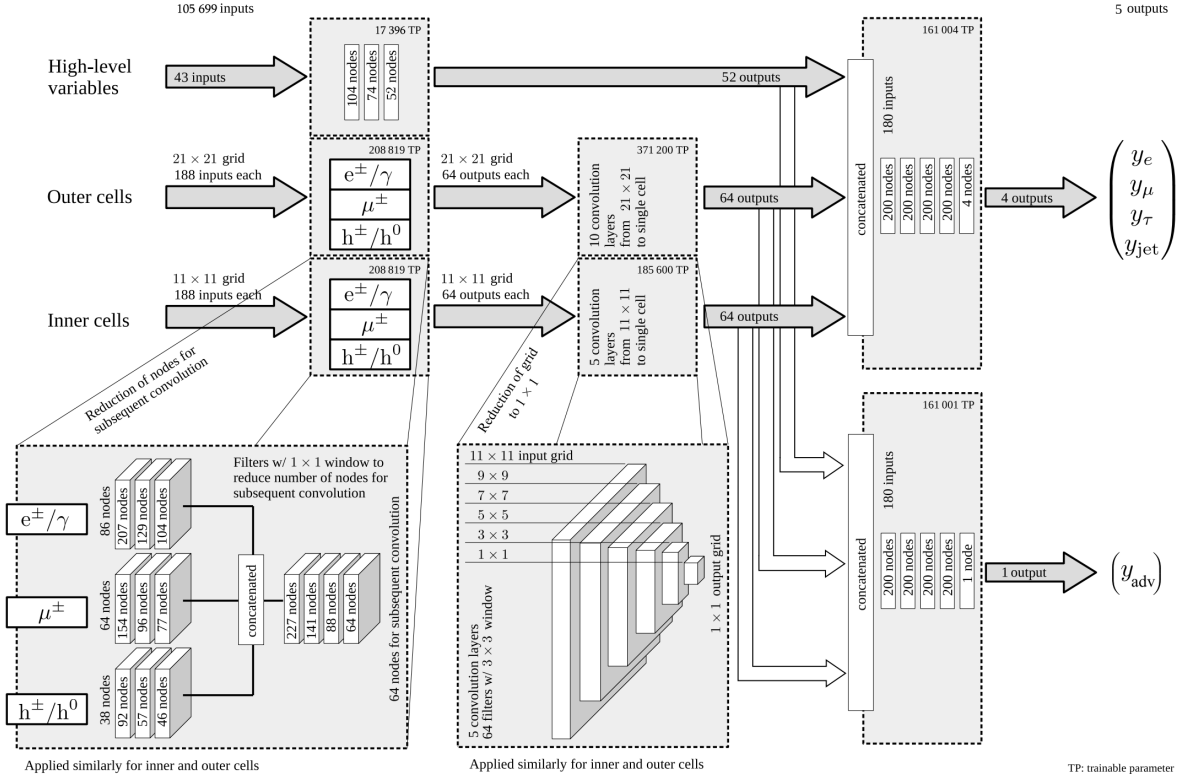 105 699 inputs
5 outputs
High-level
variables
43 inputs
17 396 TP
104 nodes
74 nodes
52 nodes
52 outputs
161 004 TP
180 inputs
concatenated
200 nodes
200 nodes
200 nodes
200 nodes
4 nodes
4 outputs
y_e
y_μ
y_τ
y_jet
Outer cells
21 × 21 grid
188 inputs each
208 819 TP
e±/γ
μ±
h±/h0
21 × 21 grid
64 outputs each
371 200 TP
10 convolution
layers
from 21 × 21
to single cell
64 outputs
Inner cells
11 × 11 grid
188 inputs each
208 819 TP
e±/γ
μ±
h±/h0
11 × 11 grid
64 outputs each
185 600 TP
5 convolution
layers
from 11 × 11
to single cell
64 outputs
Reduction of nodes for
subsequent convolution
Reduction of grid
to 1 × 1
161 001 TP
180 inputs
concatenated
200 nodes
200 nodes
200 nodes
200 nodes
1 node
1 output
y_adv
Filters w/ 1 × 1 window to
reduce number of nodes for
subsequent convolution
e±/γ
86 nodes
207 nodes
129 nodes
104 nodes
μ±
64 nodes
154 nodes
96 nodes
77 nodes
h±/h0
38 nodes
92 nodes
57 nodes
46 nodes
concatenated
227 nodes
141 nodes
88 nodes
64 nodes
64 nodes for subsequent convolution
Applied similarly for inner and outer cells
11 × 11 input grid
9 × 9
7 × 7
5 × 5
3 × 3
1 × 1
5 convolution layers
64 filters w/ 3 × 3 window
1 × 1 output grid
Applied similarly for inner and outer cells
TP: trainable parameter